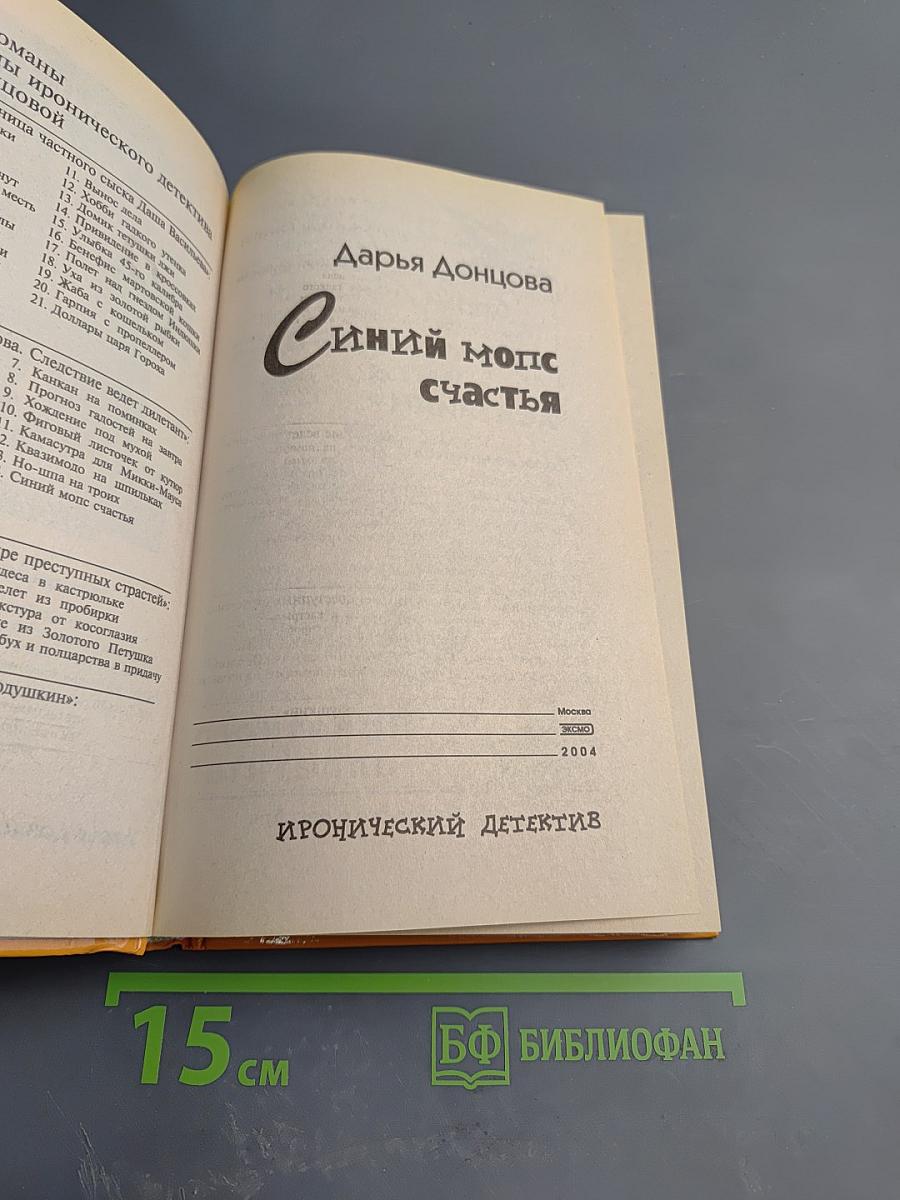 романы
иронического детектива
11. Вынос дела
12. Хобби гадкого утенка
13. Домик тетушки лжи
14. Привидение в кроссовках
15. Улыбка 45-го калибра
16. Бенефис мартовской кошки
17. Полет над гнездом Индюшки
18. Уха из золотой рыбки
19. Жаба с кошельком
20. Гарпия с пропеллером
21. Доллары царя Гороха
Следствие ведет дилетант»:
7. Канкан на поминках
8. Прогноз гадостей на завтра
9. Хождение под мухой
10. Фиговый листочек от кутюр
11. Камасутра для Микки-Мауса
Квазимодо на шпильках
Но-шпа на троих
Синий мопс счастья
преступных страстей»:
в кастрюльке
из пробирки
от косоглазия
из Золотого Петушка
и полцарства в придачу
Дарья Донцова
Синий мопс
счастья
Москва
ЭКСМО
2004
ИРОНИЧЕСКИЙ ДЕТЕКТИВ
15 см
БФ БИБЛИОФАН